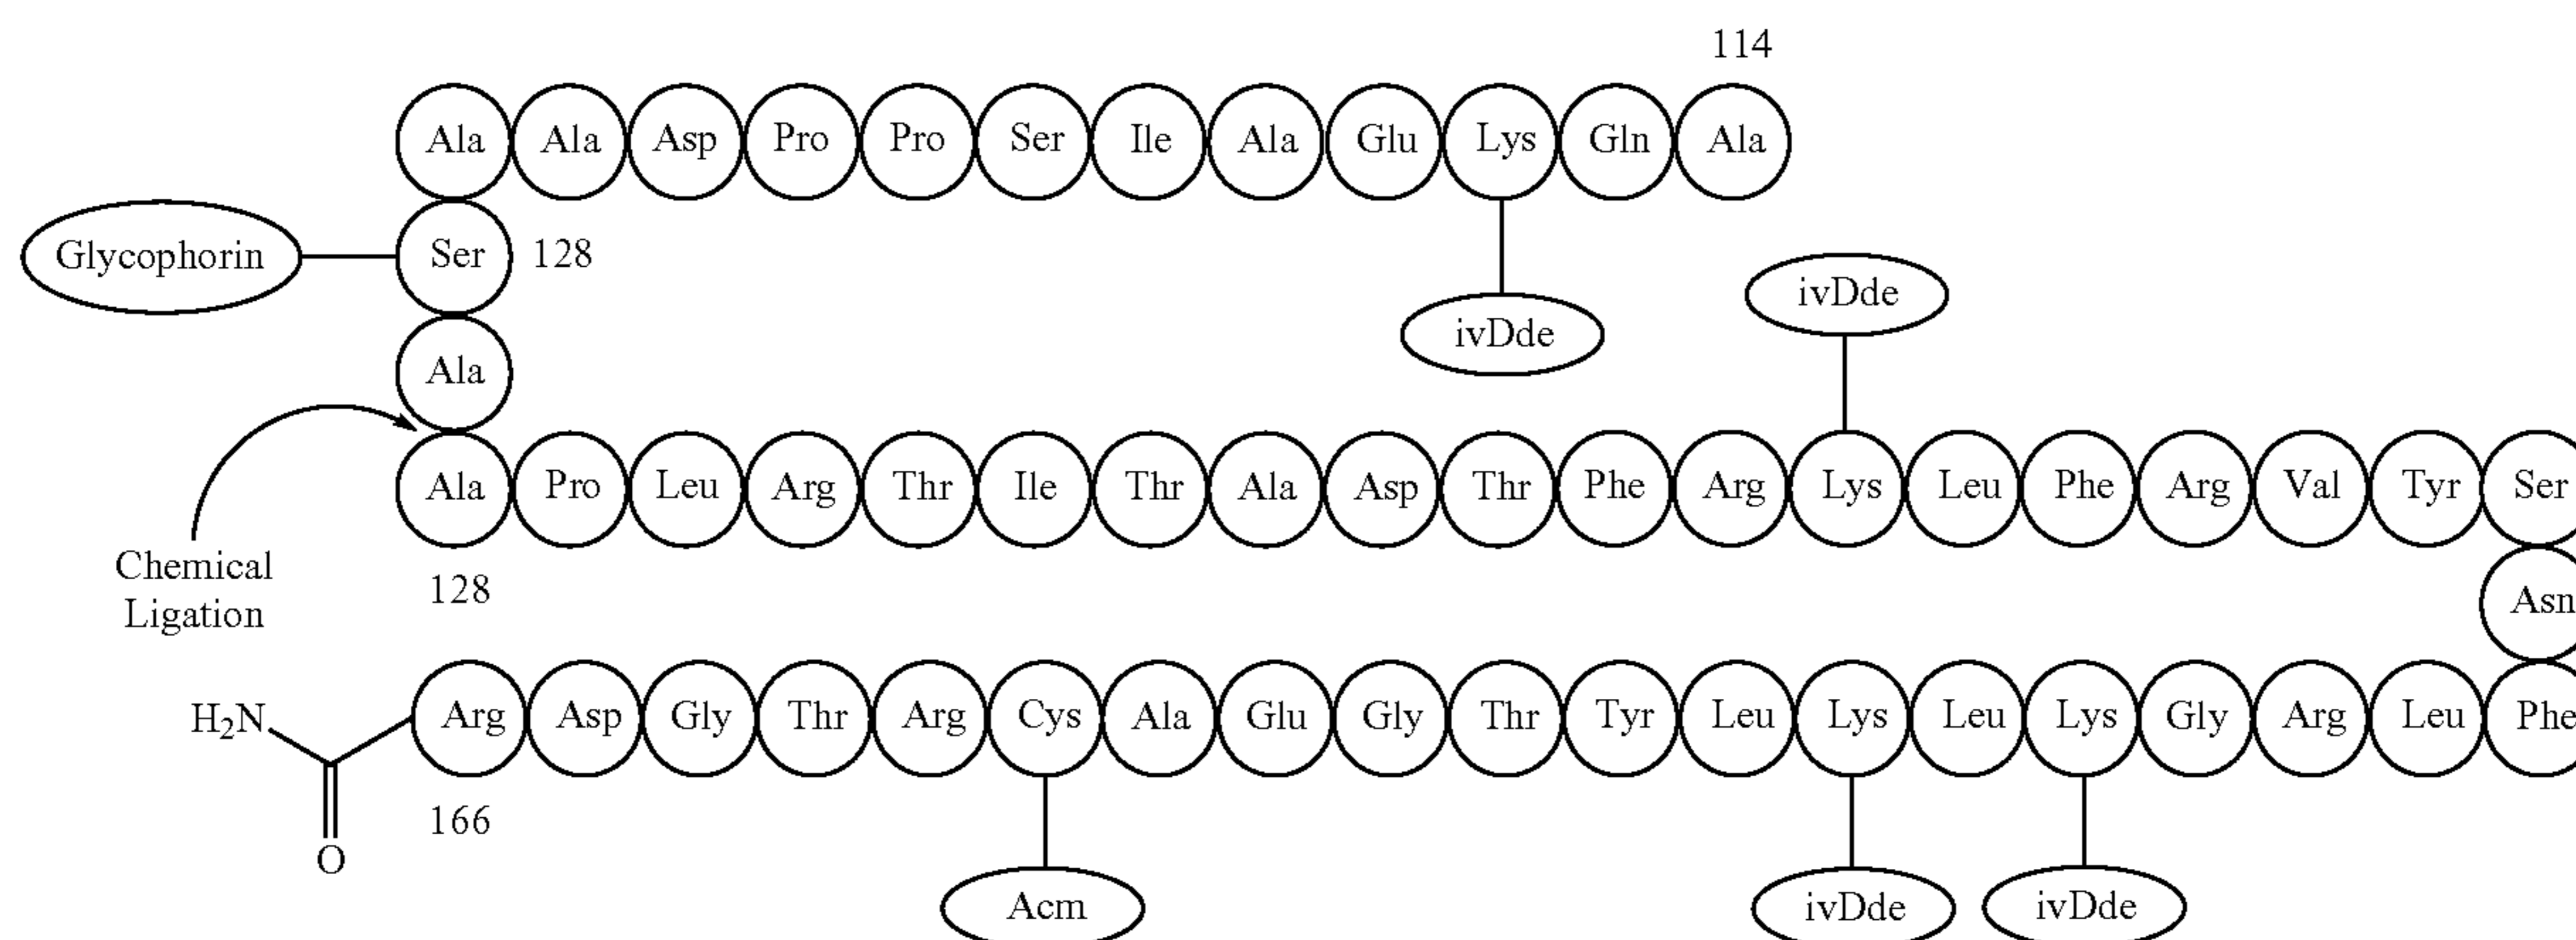 114
Ala Ala Asp Pro Pro Ser Ile Ala Glu Lys Gln Ala
Glycophorin Ser 128
ivDde
ivDde
Ala
Ala Pro Leu Arg Thr Ile Thr Ala Asp Thr Phe Arg Lys Leu Phe Arg Val Tyr Ser
Chemical
Ligation
128
Asn
H₂N Arg Asp Gly Thr Arg Cys Ala Glu Gly Thr Tyr Leu Lys Leu Lys Gly Arg Leu Phe
166
O
Acm ivDde ivDde